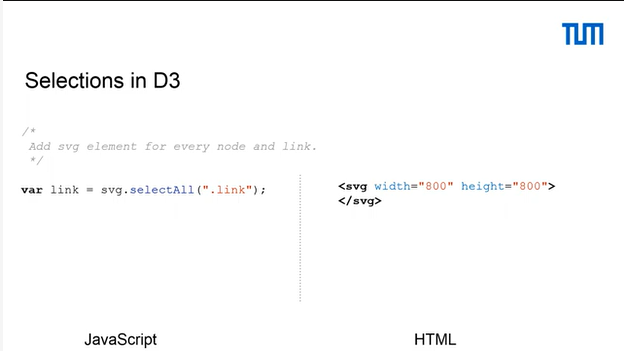 TUM
Selections in D3
/*
Add svg element for every node and link.
*/
var link = svg.selectAll(".link");
<svg width="800" height="800">
</svg>
JavaScript
HTML